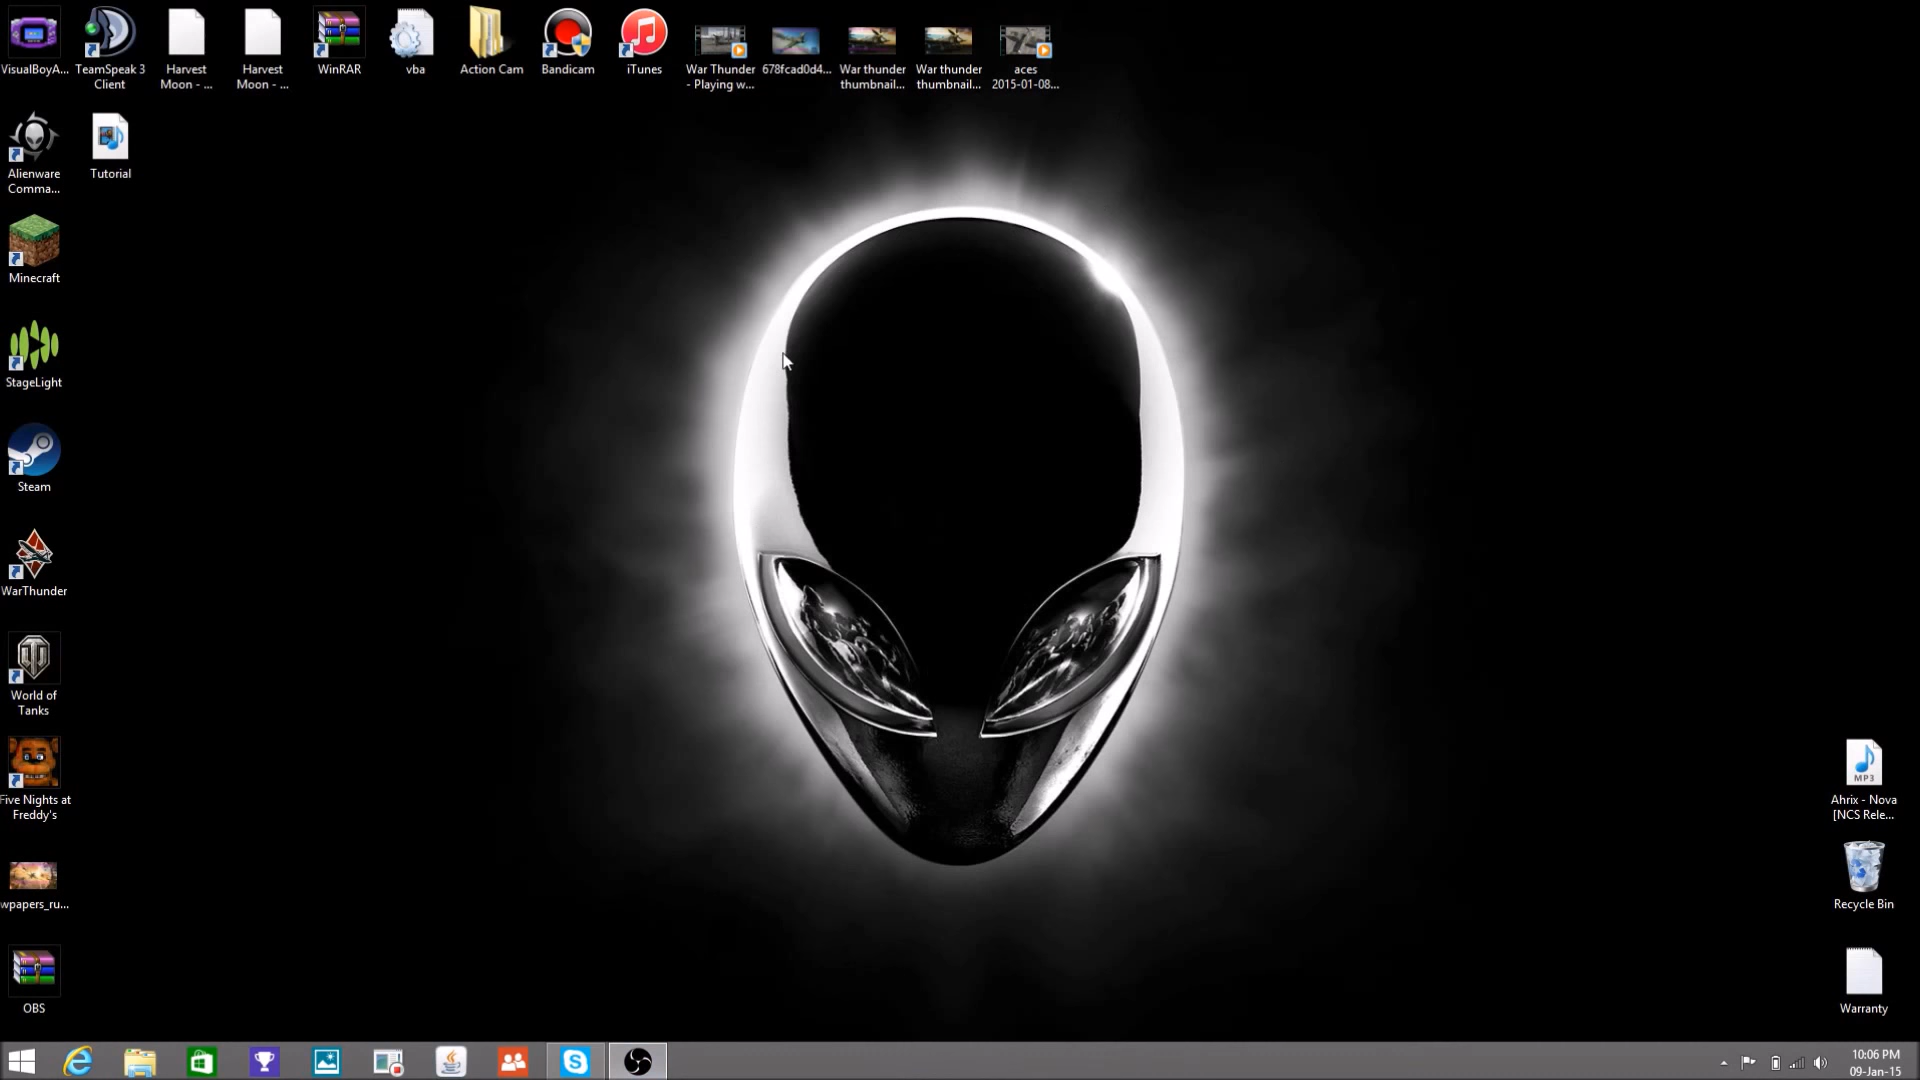 VisualBoyA...
TeamSpeak 3
Client
Harvest
Moon - ...
Harvest
Moon - ...
WinRAR
vba
Action Cam
Bandicam
iTunes
War Thunder
- Playing w...
678fcad0d4...
War thunder
thumbnail...
War thunder
thumbnail...
aces
2015-01-08...
Alienware
Comma...
Tutorial
Minecraft
StageLight
Steam
WarThunder
World of
Tanks
Five Nights at
Freddy's
wpapers_ru...
OBS
MP3
Ahrix - Nova
[NCS Rele...
Recycle Bin
Warranty
10:06 PM
09-Jan-15